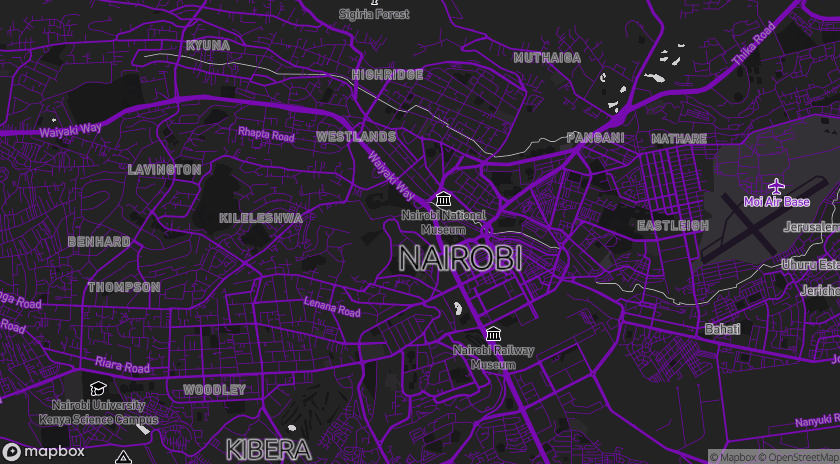 Sigiria Forest
KYUNA
Thika Road
MUTHAIGA
HIGHRIDGE
Waiyaki Way
Rhapta Road
WESTLANDS
PANGANI
MATHARE
LAVINGTON
Waiyaki Way
Moi Air Base
KILELESHWA
Nairobi National
Museum
EASTLEIGH
Jerusalem
BENHARD
NAIROBI
Uhuru Esta
THOMPSON
Jericho
nga Road
Lenana Road
Road
Bahati
Nairobi Railway
Museum
Riara Road
WOODLEY
Nairobi University
Kenya Science Campus
Nanyuki R
KIBERA
mapbox
© Mapbox © OpenStreetMap